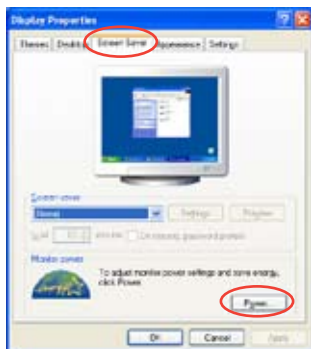 Display Properties
Themes Desktop Screen Saver Appearance Settings
Screen saver
(None) Settings Preview
Wait minutes On resume, password protect
Monitor power
To adjust monitor power settings and save energy,
click Power.
Power...
OK Cancel Apply